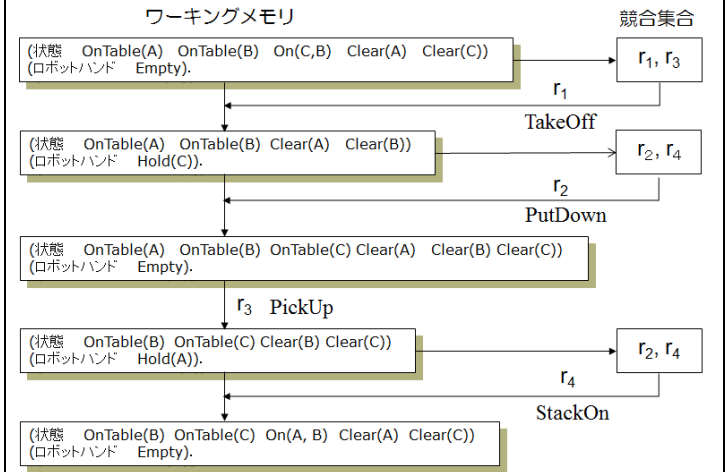 ワーキングメモリ 競合集合
(状態 OnTable(A) OnTable(B) On(C,B) Clear(A) Clear(C))
(ロボットハンド Empty).
r1, r3
r1
TakeOff
(状態 OnTable(A) OnTable(B) Clear(A) Clear(B))
(ロボットハンド Hold(C)).
r2, r4
r2
PutDown
(状態 OnTable(A) OnTable(B) OnTable(C) Clear(A) Clear(B) Clear(C))
(ロボットハンド Empty).
r3 PickUp
(状態 OnTable(B) OnTable(C) Clear(B) Clear(C))
(ロボットハンド Hold(A)).
r2, r4
r4
StackOn
(状態 OnTable(B) OnTable(C) On(A, B) Clear(A) Clear(C))
(ロボットハンド Empty).